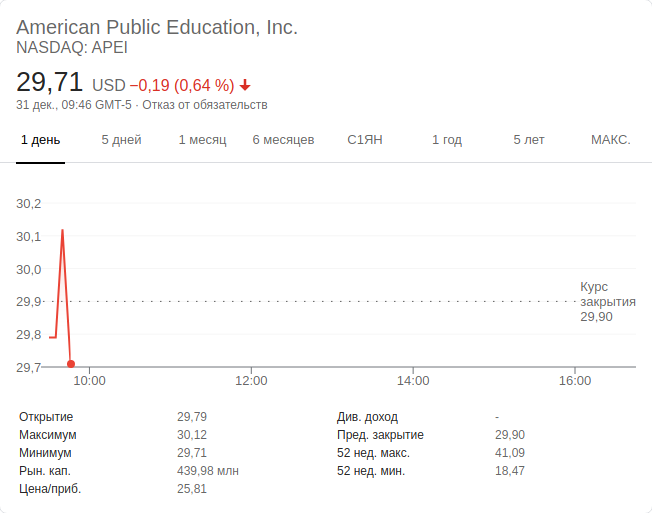 American Public Education, Inc.
NASDAQ: APEI
29,71 USD −0,19 (0,64 %)
31 дек., 09:46 GMT-5 · Отказ от обязательств
1 день 5 дней 1 месяц 6 месяцев С1ЯН 1 год 5 лет МАКС.
30,2
30,1
30,0
29,9
29,8
29,7
Курс
закрытия
29,90
10:00 12:00 14:00 16:00
Открытие 29,79
Максимум 30,12
Минимум 29,71
Рын. кап. 439,98 млн
Цена/приб. 25,81
Див. доход -
Пред. закрытие 29,90
52 нед. макс. 41,09
52 нед. мин. 18,47